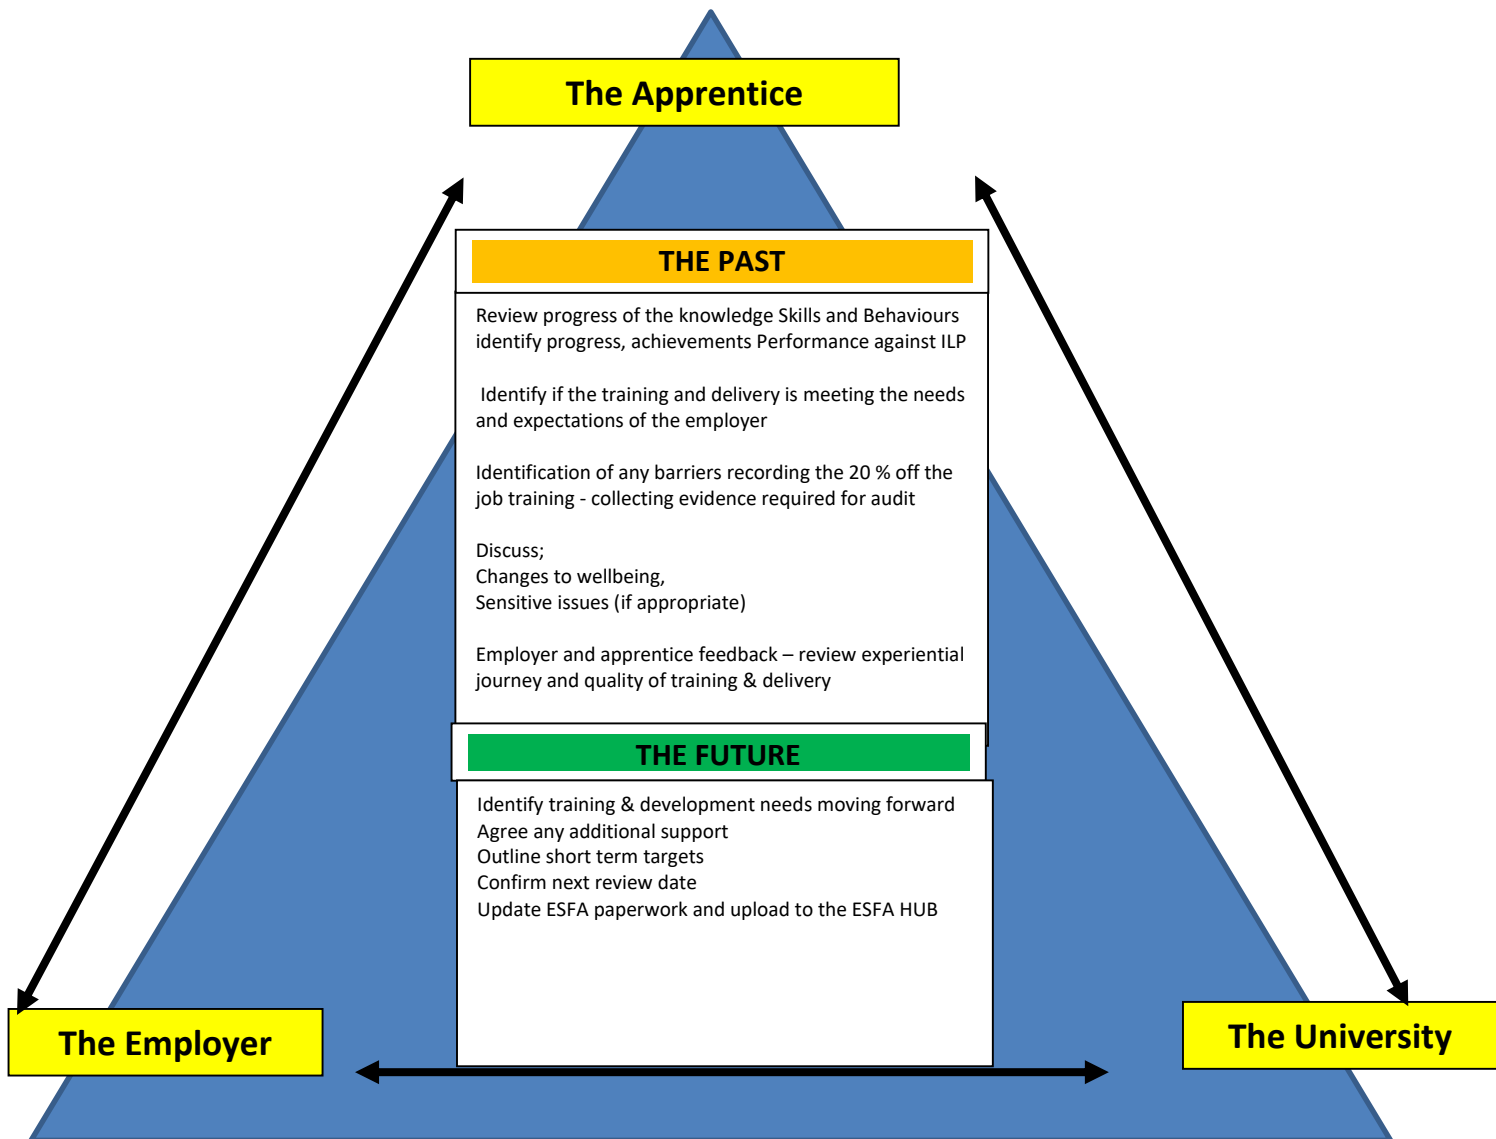 The Apprentice
THE PAST
Review progress of the knowledge Skills and Behaviours
identify progress, achievements Performance against ILP
Identify if the training and delivery is meeting the needs
and expectations of the employer
Identification of any barriers recording the 20 % off the
job training - collecting evidence required for audit
Discuss;
Changes to wellbeing,
Sensitive issues (if appropriate)
Employer and apprentice feedback – review experiential
journey and quality of training & delivery
THE FUTURE
Identify training & development needs moving forward
Agree any additional support
Outline short term targets
Confirm next review date
Update ESFA paperwork and upload to the ESFA HUB
The Employer
The University